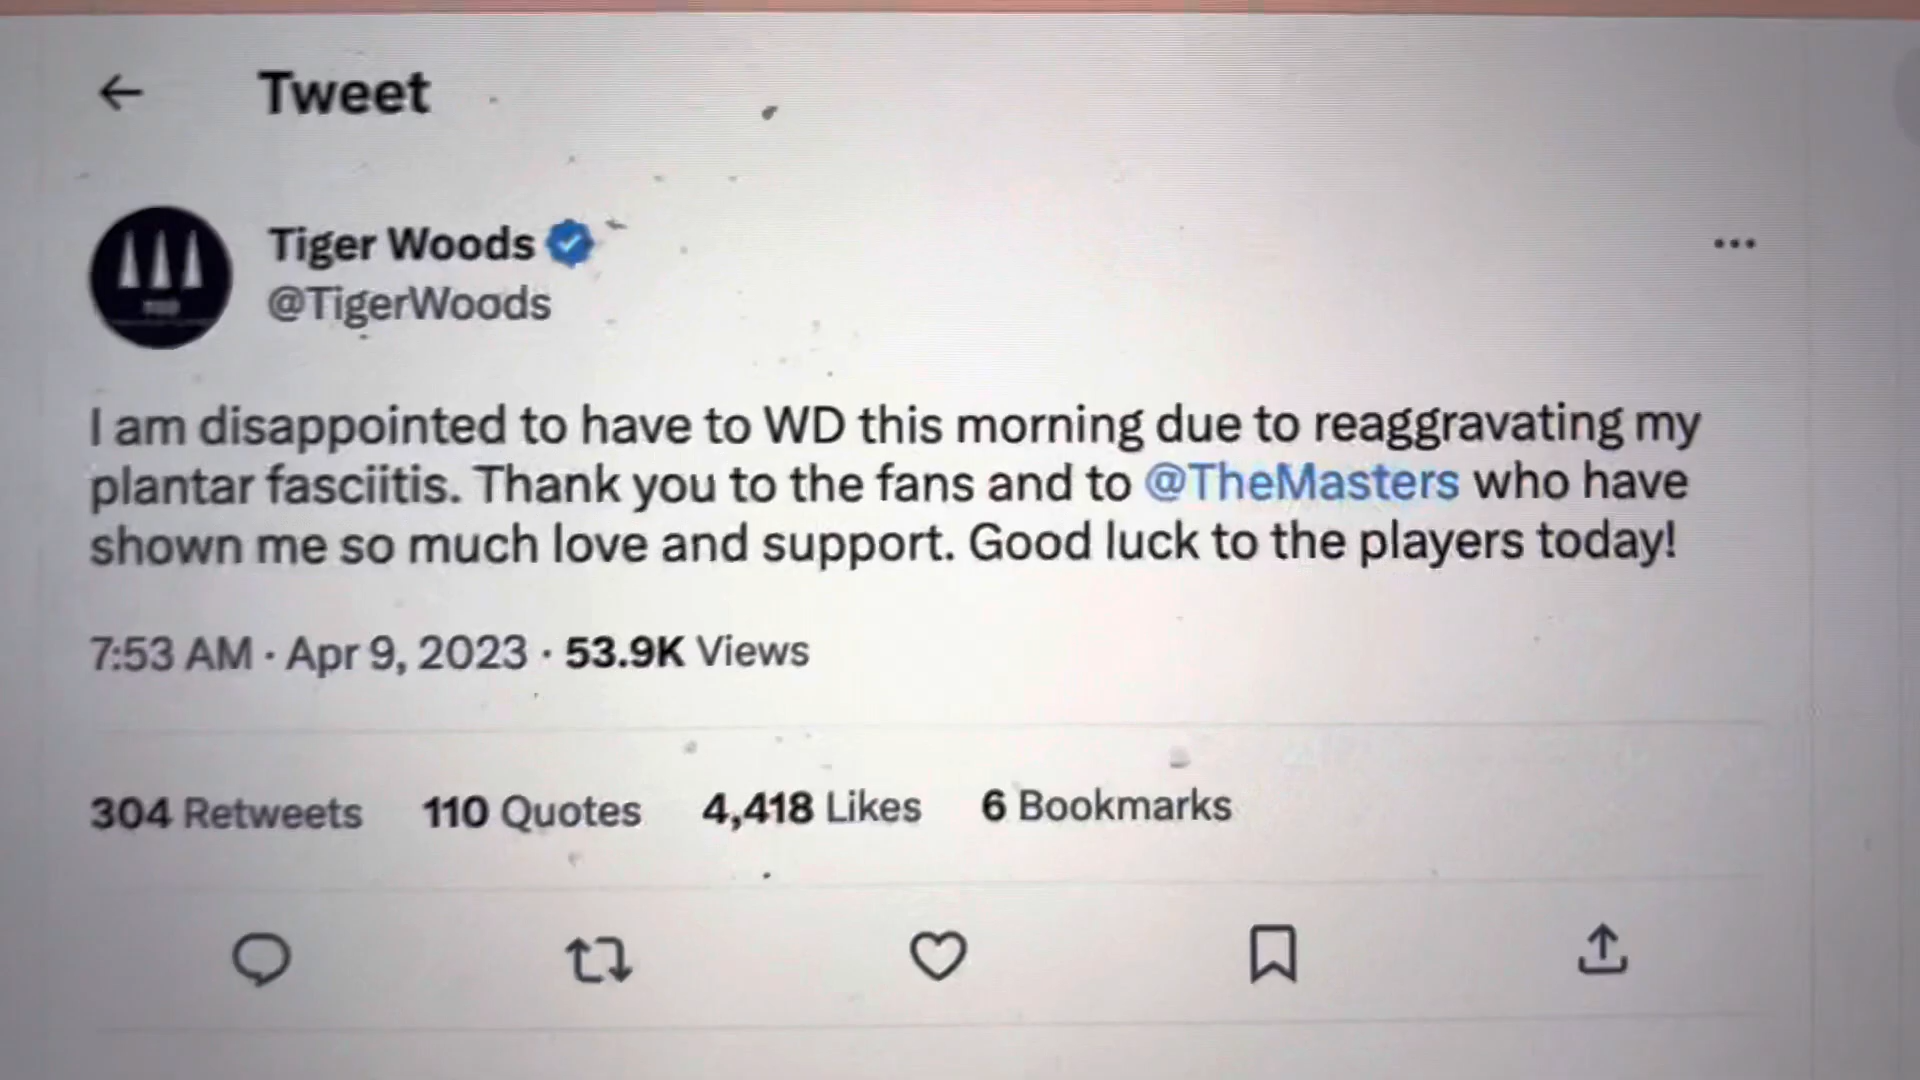 Tweet
Tiger Woods
@TigerWoods
I am disappointed to have to WD this morning due to reaggravating my
plantar fasciitis. Thank you to the fans and to @TheMasters who have
shown me so much love and support. Good luck to the players today!
7:53 AM · Apr 9, 2023 · 53.9K Views
304 Retweets 110 Quotes 4,418 Likes 6 Bookmarks